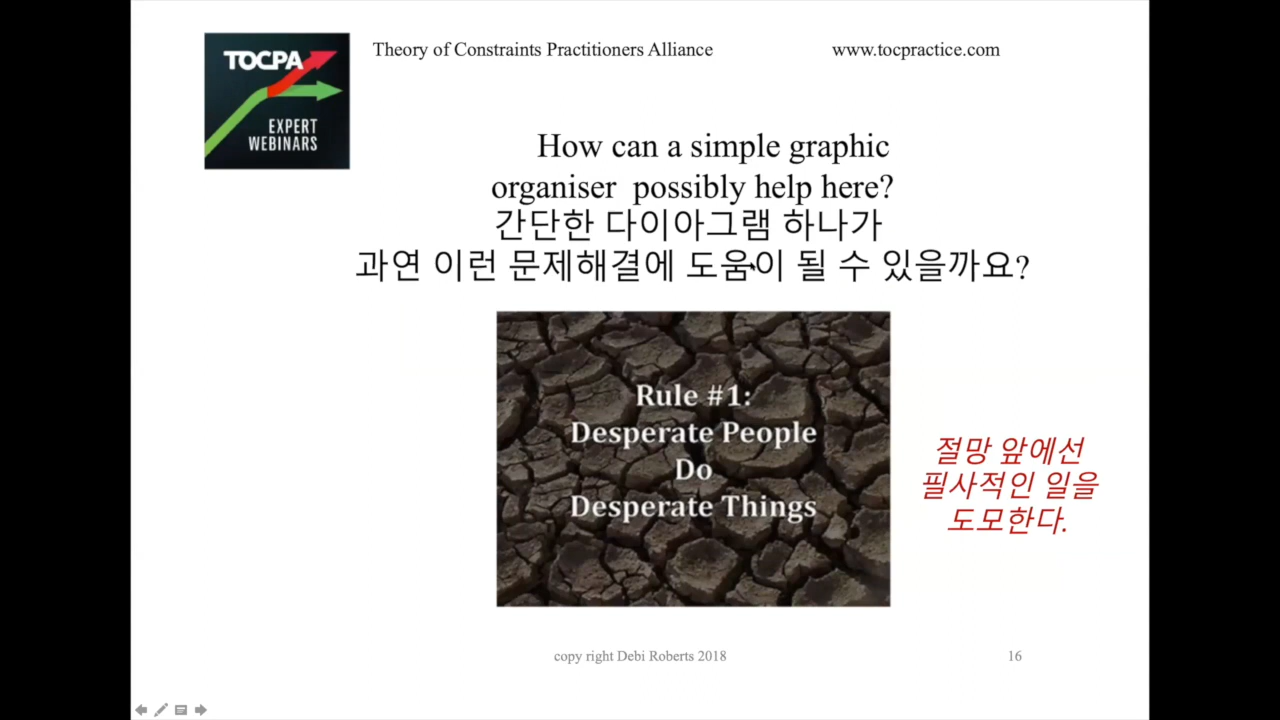 TOCPA
EXPERT
WEBINARS
Theory of Constraints Practitioners Alliance
www.tocpractice.com
How can a simple graphic
organiser possibly help here?
간단한 다이아그램 하나가
과연 이런 문제해결에 도움이 될 수 있을까요?
Rule #1:
Desperate People
Do
Desperate Things
절망 앞에선
필사적인 일을
도모한다.
copy right Debi Roberts 2018
16